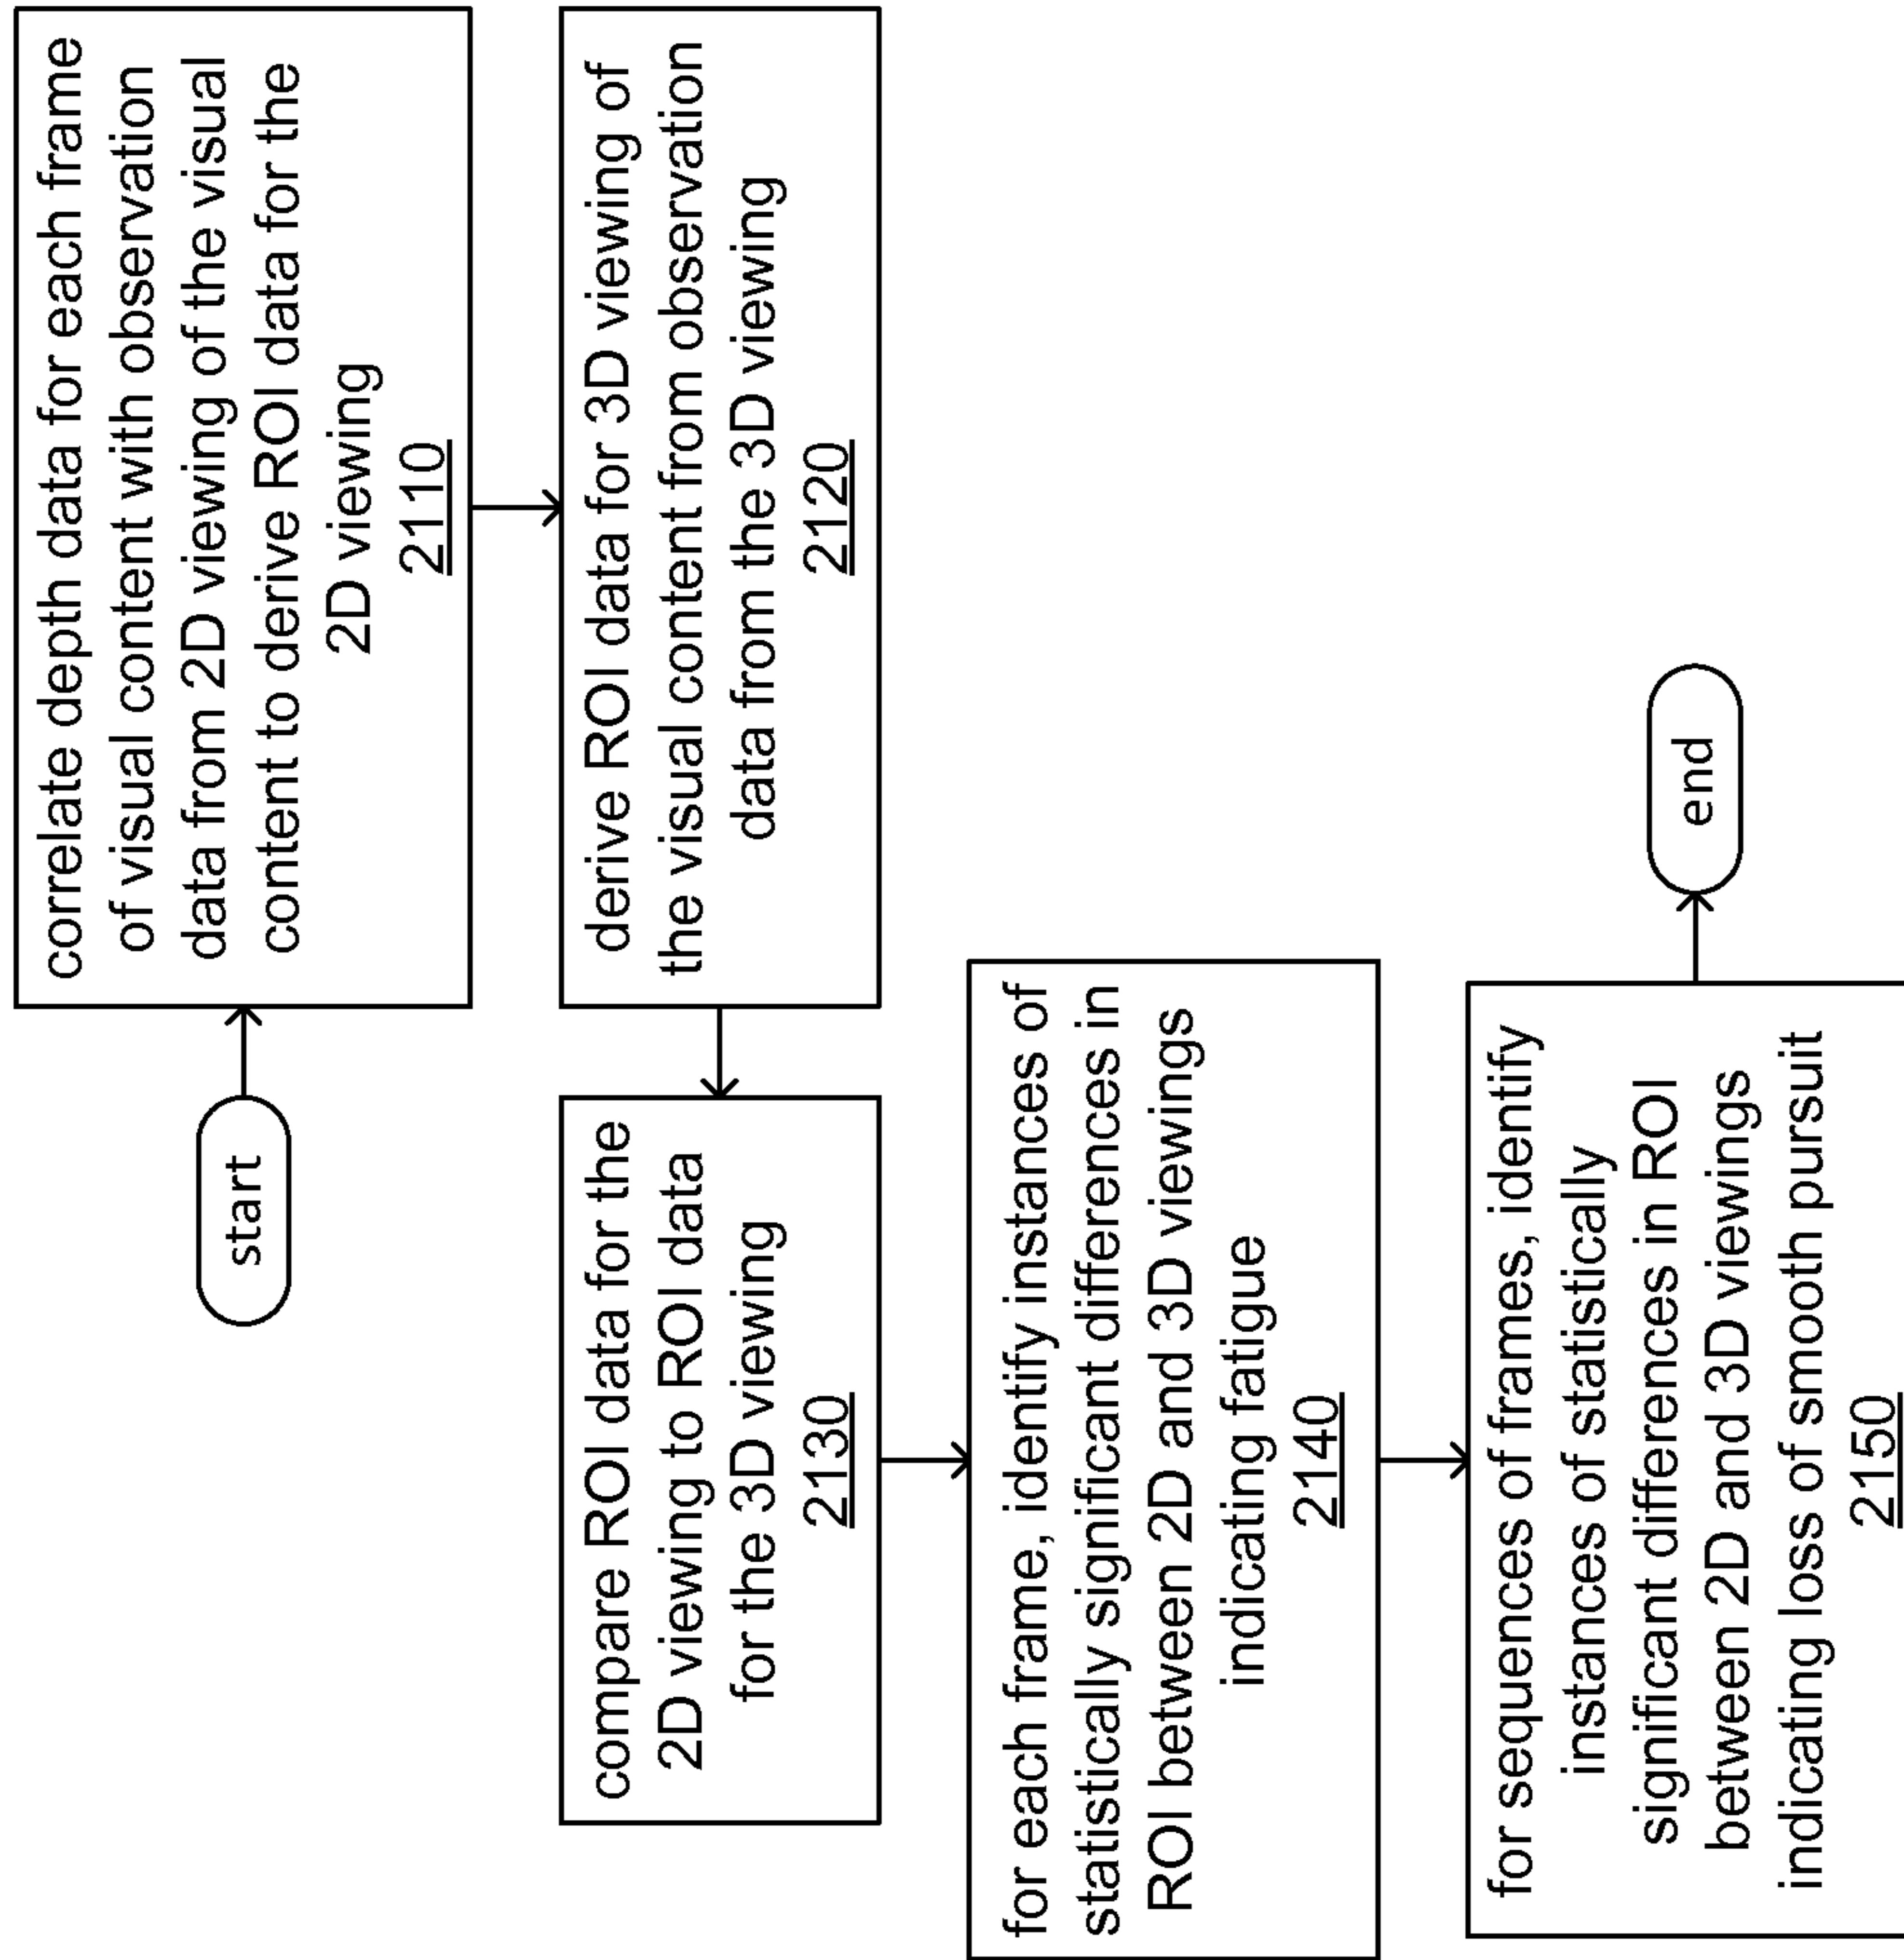 start
correlate depth data for each frame
of visual content with observation
data from 2D viewing of the visual
content to derive ROI data for the
2D viewing
2110
derive ROI data for 3D viewing of
the visual content from observation
data from the 3D viewing
2120
compare ROI data for the
2D viewing to ROI data
for the 3D viewing
2130
for each frame, identify instances of
statistically significant differences in
ROI between 2D and 3D viewings
indicating fatigue
2140
for sequences of frames, identify
instances of statistically
significant differences in ROI
between 2D and 3D viewings
indicating loss of smooth pursuit
2150
end